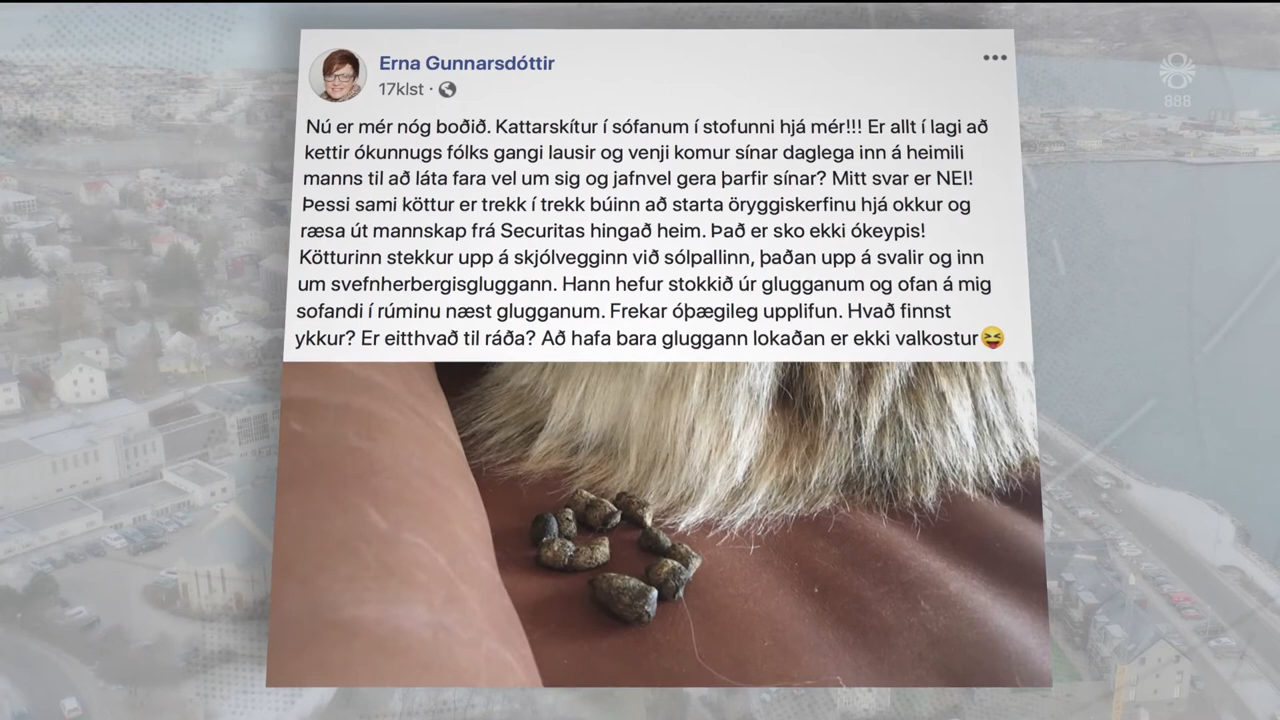 Erna Gunnarsdóttir
17klst ·
888
Nú er mér nóg boðið. Kattarskítur í sófanum í stofunni hjá mér!!! Er allt í lagi að
kettir ókunnugs fólks gangi lausir og venji komur sínar daglega inn á heimili
manns til að láta fara vel um sig og jafnvel gera þarfir sínar? Mitt svar er NEI!
Þessi sami köttur er trekk í trekk búinn að starta öryggiskerfinu hjá okkur og
ræsa út mannskap frá Securitas hingað heim. Það er sko ekki ókeypis!
Kötturinn stekkur upp á skjólvegginn við sólpallinn, þaðan upp á svalir og inn
um svefnherbergisgluggann. Hann hefur stokkið úr glugganum og ofan á mig
sofandi í rúminu næst glugganum. Frekar óþægileg upplifun. Hvað finnst
ykkur? Er eitthvað til ráða? Að hafa bara gluggann lokaðan er ekki valkostur😝